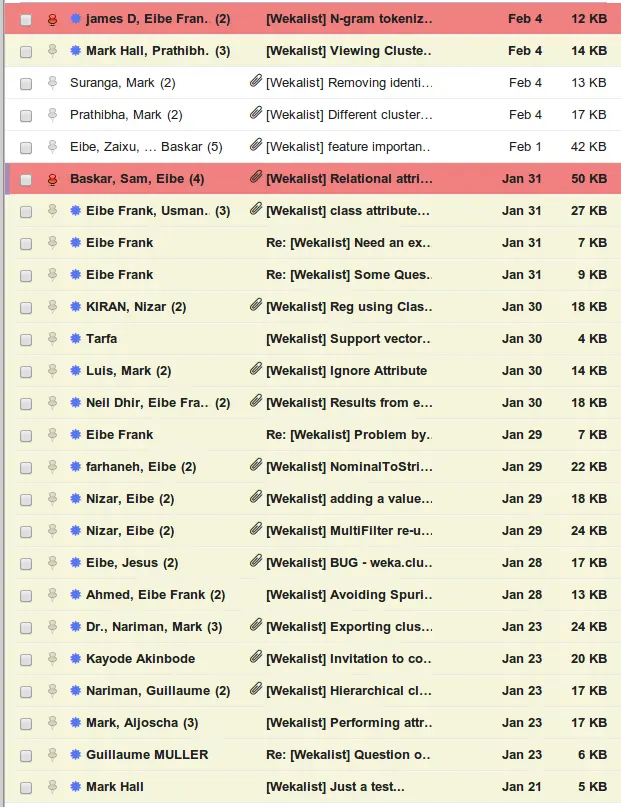 james D, Eibe Fran. (2) [Wekalist] N-gram tokeniz… Feb 4 12 KB
Mark Hall, Prathibh. (3) [Wekalist] Viewing Cluste… Feb 4 14 KB
Suranga, Mark (2) [Wekalist] Removing identi… Feb 4 13 KB
Prathibha, Mark (2) [Wekalist] Different cluster… Feb 4 17 KB
Eibe, Zaixu, … Baskar (5) [Wekalist] feature importan… Feb 1 42 KB
Baskar, Sam, Eibe (4) [Wekalist] Relational attri… Jan 31 50 KB
Eibe Frank, Usman. (3) [Wekalist] class attribute… Jan 31 27 KB
Eibe Frank Re: [Wekalist] Need an ex… Jan 31 7 KB
Eibe Frank Re: [Wekalist] Some Ques… Jan 31 9 KB
KIRAN, Nizar (2) [Wekalist] Reg using Clas… Jan 30 18 KB
Tarfa [Wekalist] Support vector… Jan 30 4 KB
Luis, Mark (2) [Wekalist] Ignore Attribute Jan 30 14 KB
Neil Dhir, Eibe Fra.. (2) [Wekalist] Results from e… Jan 30 18 KB
Eibe Frank Re: [Wekalist] Problem by… Jan 29 7 KB
farhaneh, Eibe (2) [Wekalist] NominalToStri… Jan 29 22 KB
Nizar, Eibe (2) [Wekalist] adding a value… Jan 29 18 KB
Nizar, Eibe (2) [Wekalist] MultiFilter re-u… Jan 29 24 KB
Eibe, Jesus (2) [Wekalist] BUG - weka.clu… Jan 28 17 KB
Ahmed, Eibe Frank (2) [Wekalist] Avoiding Spuri… Jan 28 13 KB
Dr., Nariman, Mark (3) [Wekalist] Exporting clus… Jan 23 24 KB
Kayode Akinbode [Wekalist] Invitation to co… Jan 23 20 KB
Nariman, Guillaume (2) [Wekalist] Hierarchical cl… Jan 23 17 KB
Mark, Aljoscha (3) [Wekalist] Performing attr… Jan 23 17 KB
Guillaume MULLER Re: [Wekalist] Question o… Jan 23 6 KB
Mark Hall [Wekalist] Just a test... Jan 21 5 KB